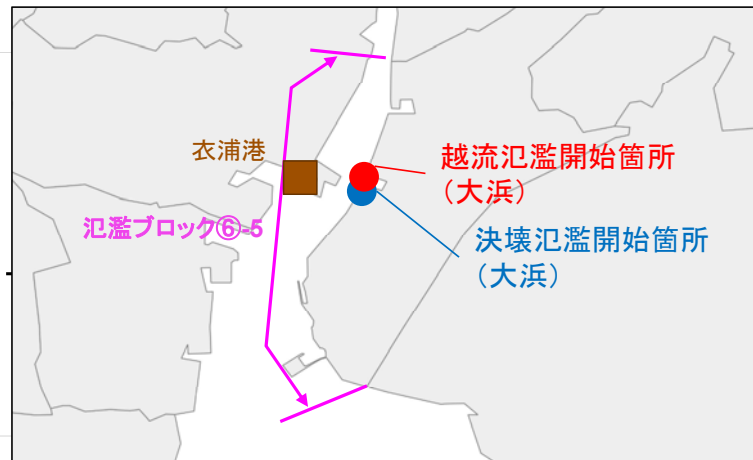 衣浦港
越流氾濫開始箇所
（大浜）
氾濫ブロック⑥-5
決壊氾濫開始箇所
（大浜）